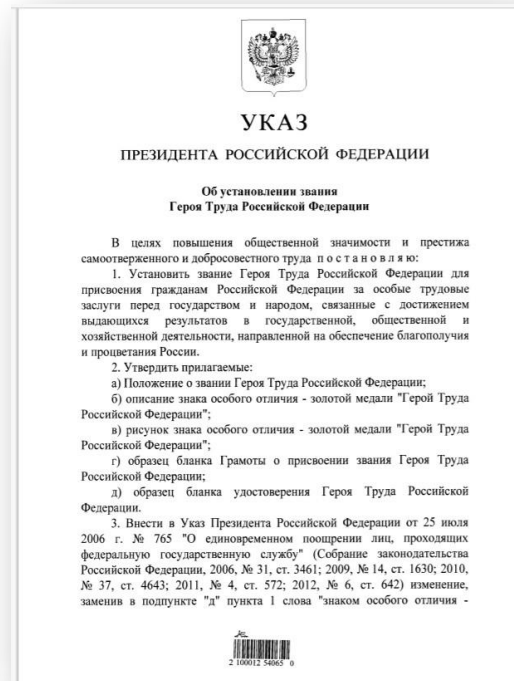 УКАЗ
ПРЕЗИДЕНТА РОССИЙСКОЙ ФЕДЕРАЦИИ
Об установлении звания
Героя Труда Российской Федерации
В целях повышения общественной значимости и престижа
самоотверженного и добросовестного труда п о с т а н о в л я ю:
1. Установить звание Героя Труда Российской Федерации для
присвоения гражданам Российской Федерации за особые трудовые
заслуги перед государством и народом, связанные с достижением
выдающихся результатов в государственной, общественной и
хозяйственной деятельности, направленной на обеспечение благополучия
и процветания России.
2. Утвердить прилагаемые:
а) Положение о звании Героя Труда Российской Федерации;
б) описание знака особого отличия - золотой медали "Герой Труда
Российской Федерации";
в) рисунок знака особого отличия - золотой медали "Герой Труда
Российской Федерации";
г) образец бланка Грамоты о присвоении звания Героя Труда
Российской Федерации;
д) образец бланка удостоверения Героя Труда Российской
Федерации.
3. Внести в Указ Президента Российской Федерации от 25 июля
2006 г. № 765 "О единовременном поощрении лиц, проходящих
федеральную государственную службу" (Собрание законодательства
Российской Федерации, 2006, № 31, ст. 3461; 2009, № 14, ст. 1630; 2010,
№ 37, ст. 4643; 2011, № 4, ст. 572; 2012, № 6, ст. 642) изменение,
заменив в подпункте "д" пункта 1 слова "знаком особого отличия -
2 100012 54065 0